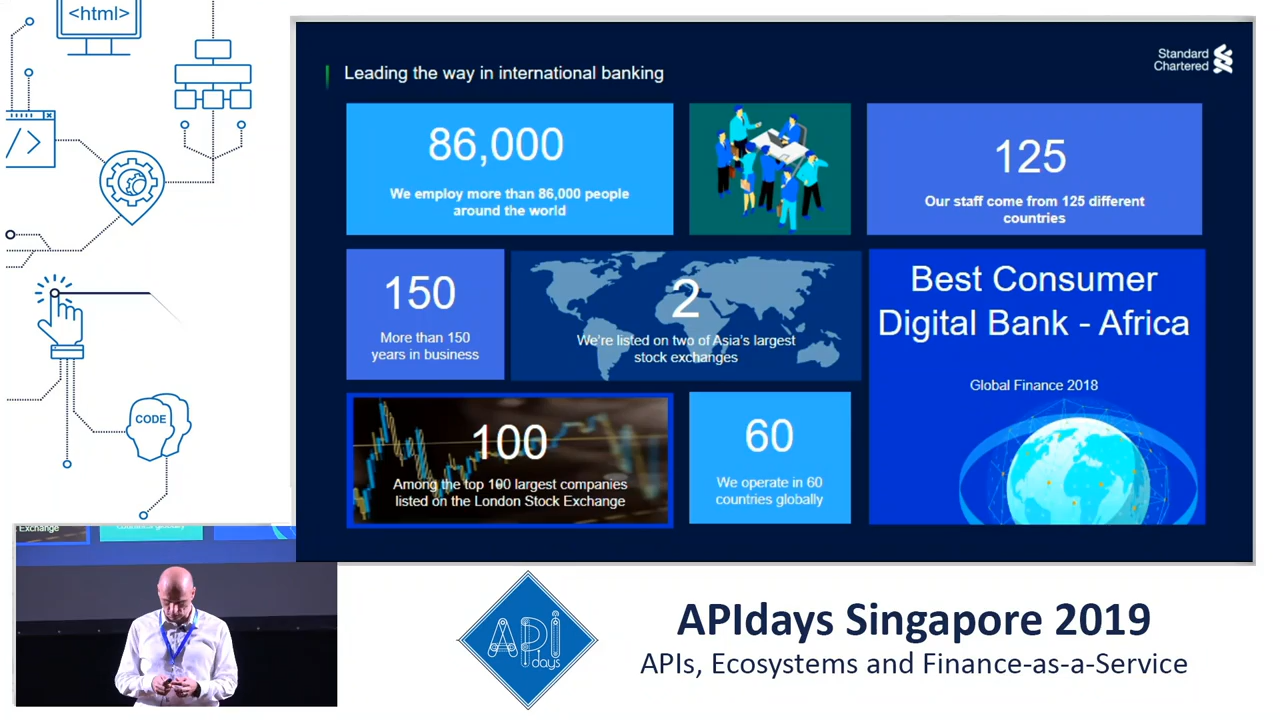 <html>
</>
CODE
Standard
Chartered
Leading the way in international banking
86,000
We employ more than 86,000 people
around the world
125
Our staff come from 125 different
countries
150
More than 150
years in business
2
We're listed on two of Asia's largest
stock exchanges
Best Consumer
Digital Bank - Africa
Global Finance 2018
100
Among the top 100 largest companies
listed on the London Stock Exchange
60
We operate in 60
countries globally
Exchange
countries globally
API
days
APIdays Singapore 2019
APIs, Ecosystems and Finance-as-a-Service